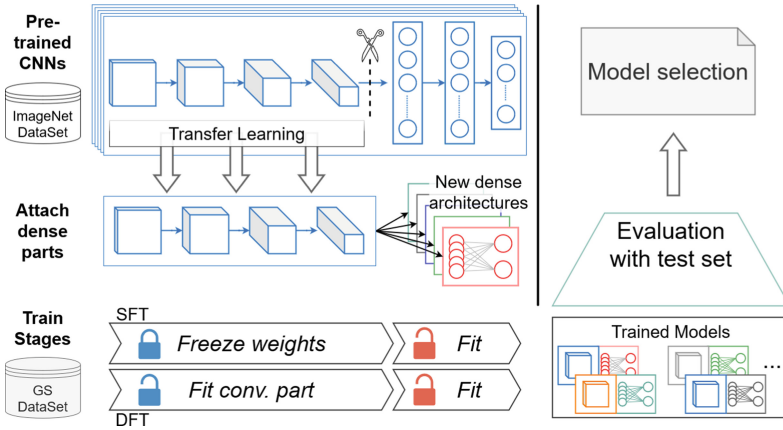 Pre-
trained
CNNs
ImageNet
DataSet
Transfer Learning
Attach
dense
parts
New dense
architectures
Train
Stages
GS
DataSet
SFT
Freeze weights
Fit
Fit conv. part
Fit
DFT
Model selection
Evaluation
with test set
Trained Models
...